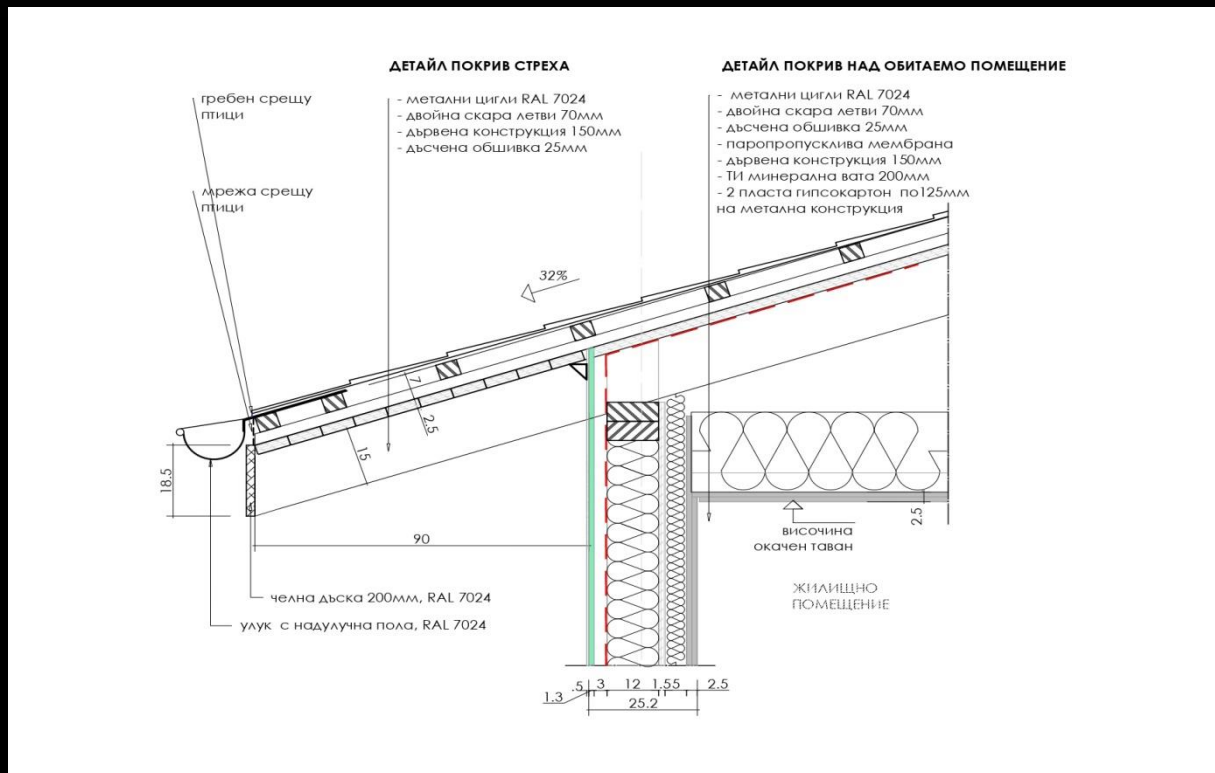 ДЕТАЙЛ ПОКРИВ СТРЕХА
- метални цигли RAL 7024
- двойна скара летви 70мм
- дървена конструкция 150мм
- дъсчена обшивка 25мм
ДЕТАЙЛ ПОКРИВ НАД ОБИТАЕМО ПОМЕЩЕНИЕ
- метални цигли RAL 7024
- двойна скара летви 70мм
- дъсчена обшивка 25мм
- паропропусклива мембрана
- дървена конструкция 150мм
- ТИ минерална вата 200мм
- 2 пласта гипсокартон по125мм
на метална конструкция
гребен срещу
птици
мрежа срещу
птици
32%
7
2.5
15
18.5
90
2.5
височина
окачен таван
ЖИЛИЩНО
ПОМЕЩЕНИЕ
челна дъска 200мм, RAL 7024
улук с надулучна пола, RAL 7024
1.3 .5 3 12 1.55 2.5
25.2